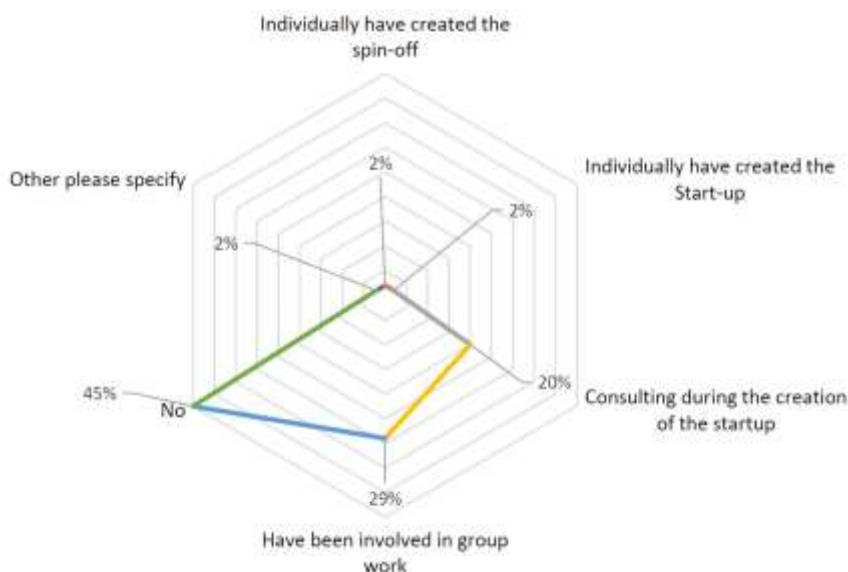 Individually have created the
spin-off
2%
Individually have created the
Start-up
2%
Other please specify
2%
20%
Consulting during the creation
of the startup
45%
No
29%
Have been involved in group
work